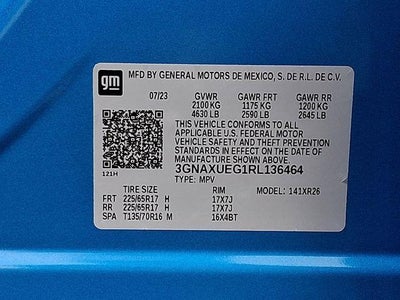 gm
MFD BY GENERAL MOTORS DE MEXICO, S. DE R.L. DE C.V.
07/23 GVWR GAWR FRT GAWR RR
2100 KG 1175 KG 1200 KG
4630 LB 2590 LB 2645 LB
THIS VEHICLE CONFORMS TO ALL
APPLICABLE U.S. FEDERAL MOTOR
VEHICLE SAFETY AND THEFT PREVENTION
STANDARDS IN EFFECT ON THE DATE
OF MANUFACTURE SHOWN ABOVE.
3GNAXUEG1RL136464
121H TYPE: MPV
TIRE SIZE RIM MODEL: 1XR26
FRT 225/65R17 H 17X7J
RR 225/65R17 H 17X7J
SPA T135/70R16 M 16X4BT